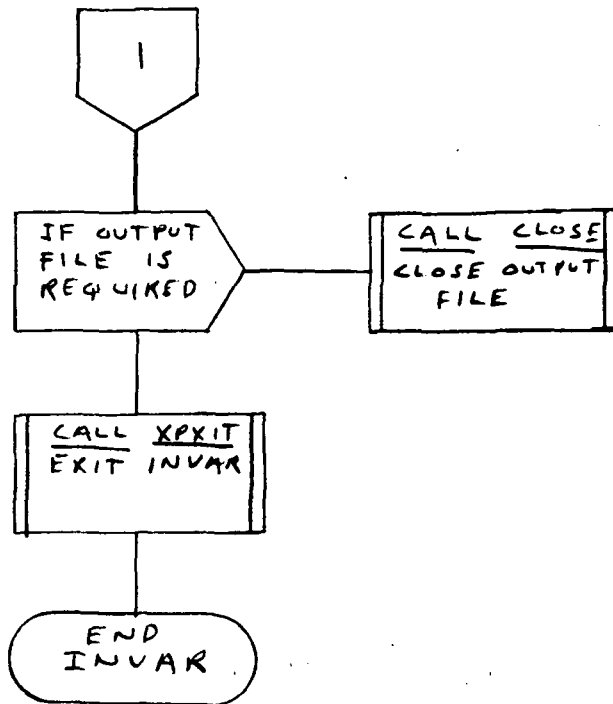 1
IF OUTPUT
FILE IS
REQUIRED
CALL CLOSE
CLOSE OUTPUT
FILE
CALL XPXIT
EXIT INVAR
END
INVAR